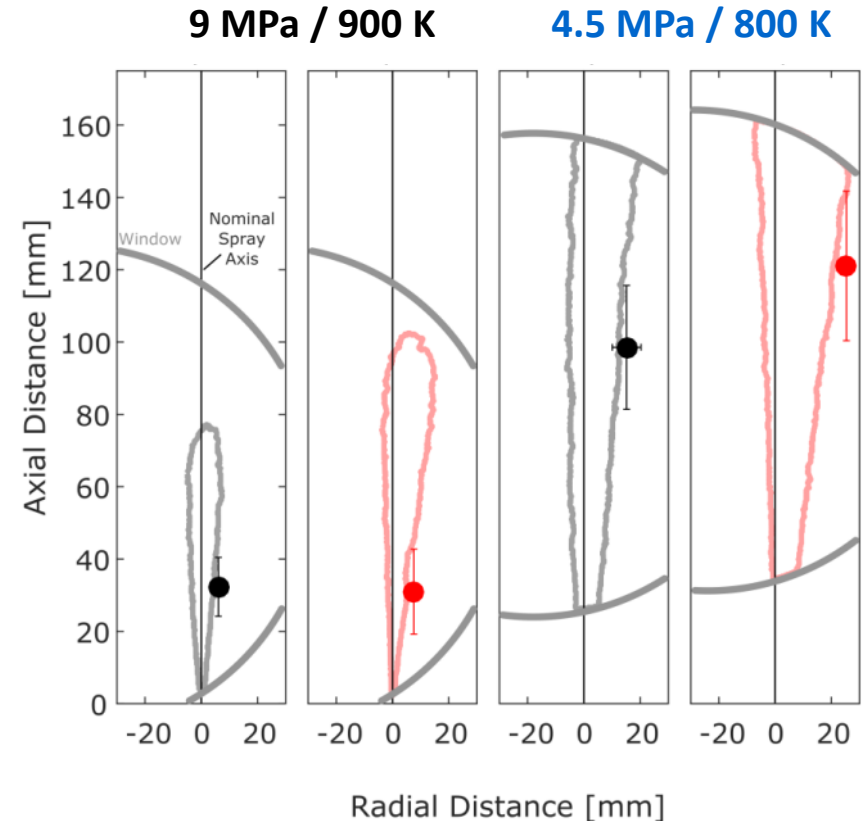 9 MPa / 900 K
4.5 MPa / 800 K
Axial Distance [mm]
160
140
120
100
80
60
40
20
0
Window
Nominal
Spray
Axis
-20 0 20
-20 0 20
-20 0 20
-20 0 20
Radial Distance [mm]